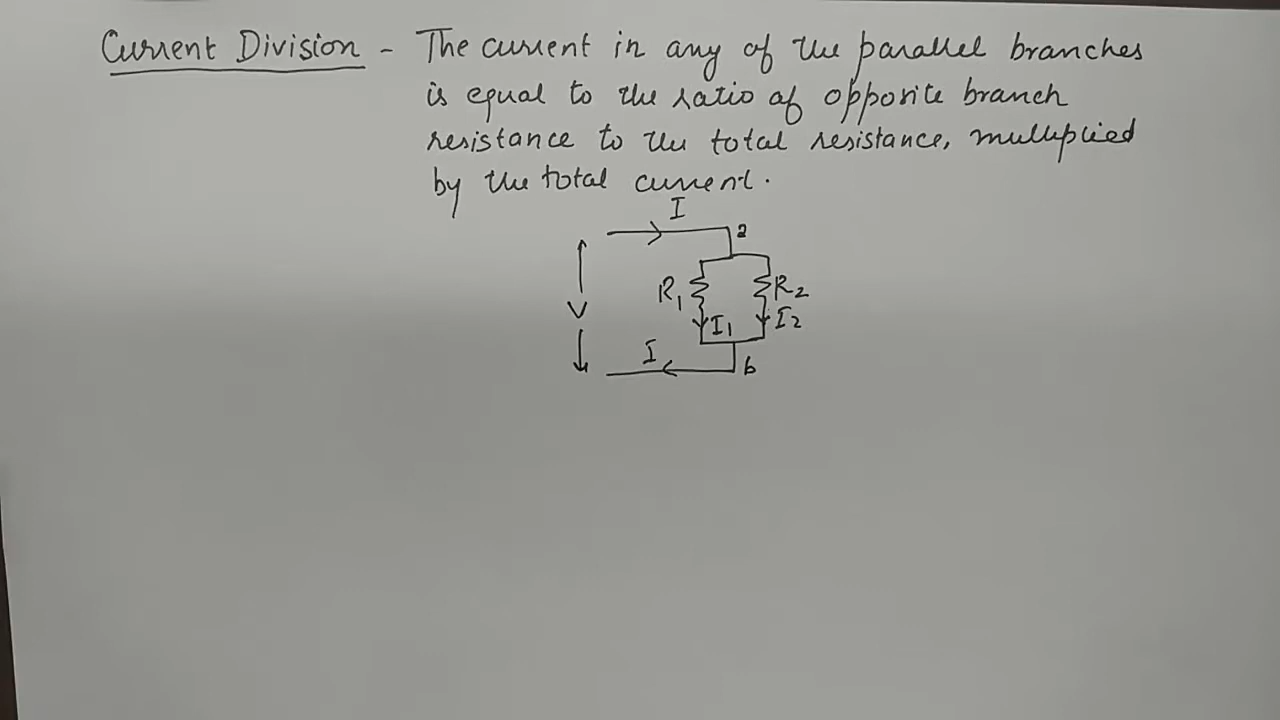 Current Division - The current in any of the parallel branches
is equal to the ratio of opposite branch
resistance to the total resistance, multiplied
by the total current.
I
a
R1 R2
V
I1 I2
I
b